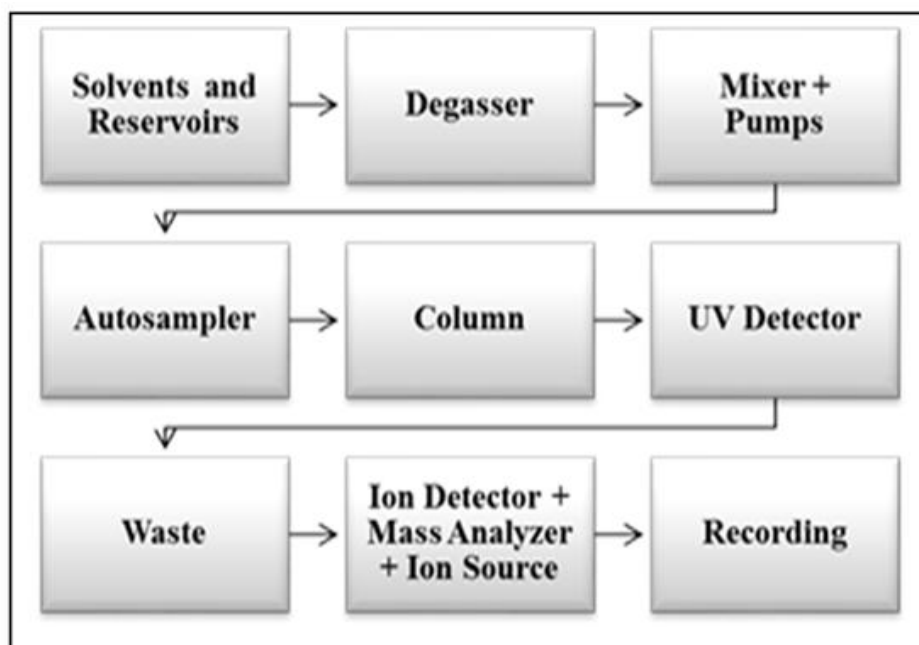 Solvents and
Reservoirs
Degasser
Mixer +
Pumps
Autosampler
Column
UV Detector
Waste
Ion Detector +
Mass Analyzer
+ Ion Source
Recording